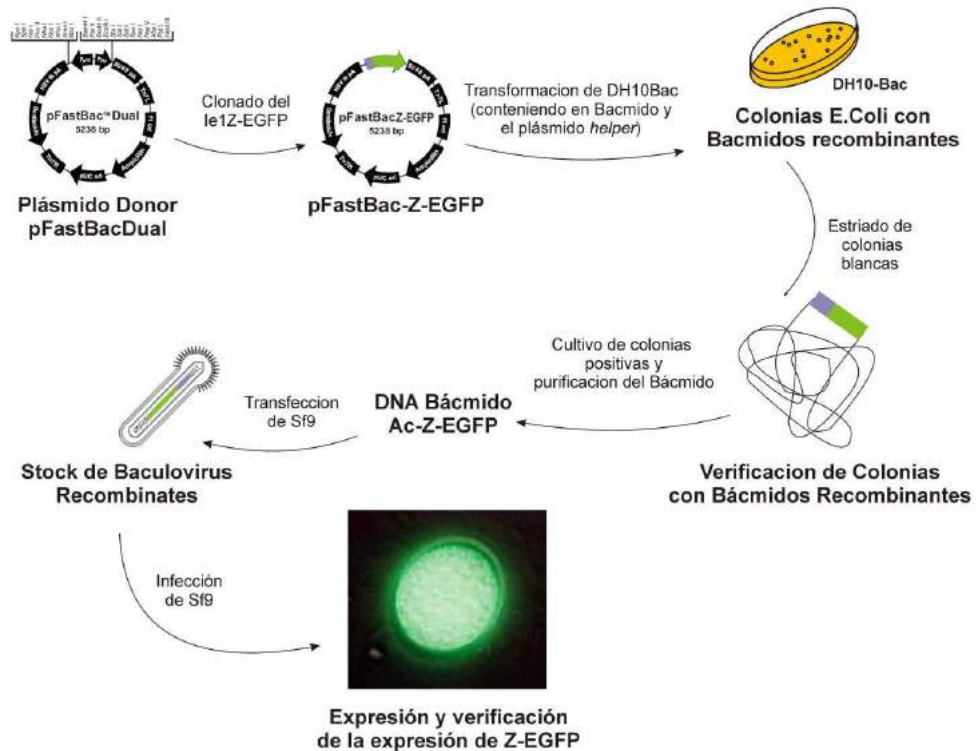 pFastBac™Dual
5238 bp
Plásmido Donor
pFastBacDual
Clonado del
Ie1Z-EGFP
pFastBacZ-EGFP
5238 bp
pFastBac-Z-EGFP
Transformacion de DH10Bac
(conteniendo en Bacmido y
el plásmido helper)
DH10-Bac
Colonias E.Coli con
Bacmidos recombinantes
Estriado de
colonias
blancas
Verificacion de Colonias
con Bácmidos Recombinantes
Cultivo de colonias
positivas y
purificacion del Bácmido
DNA Bácmido
Ac-Z-EGFP
Transfeccion
de Sf9
Stock de Baculovirus
Recombinates
Infección
de Sf9
Expresión y verificación
de la expresión de Z-EGFP